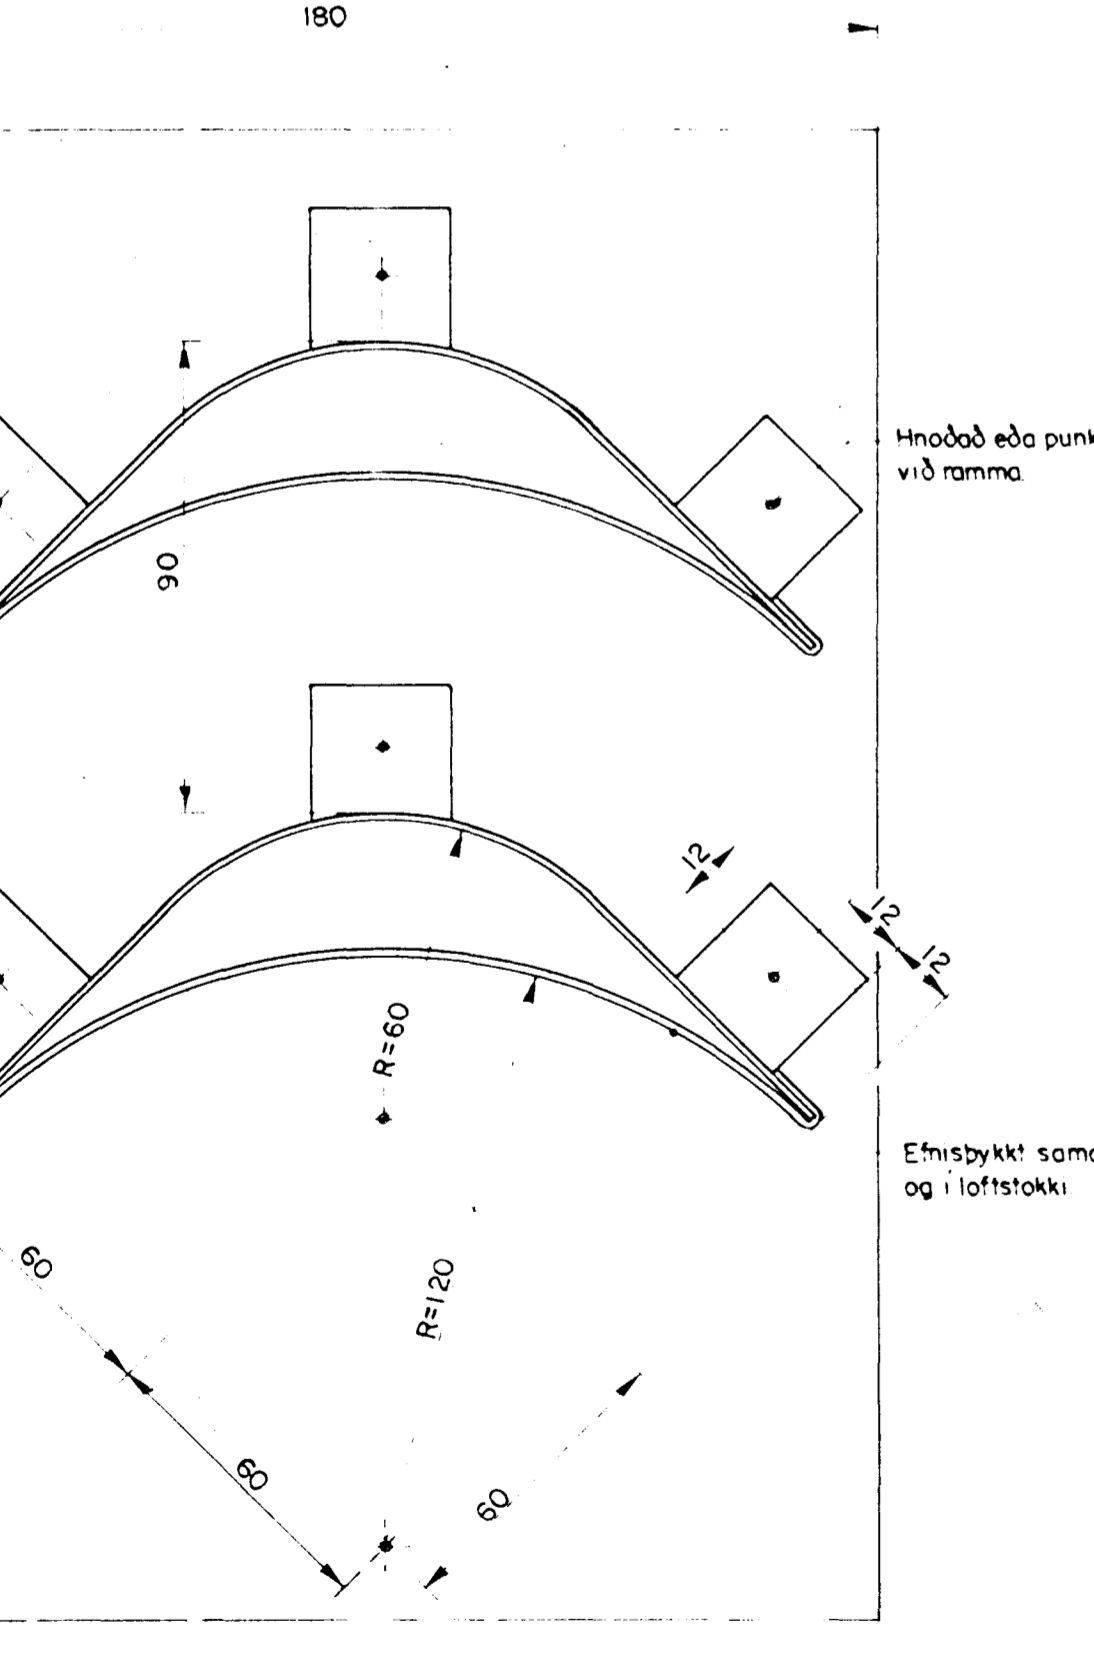 180
Hnoðað eða punk
við ramma.
90
12
12
12
R=60
Efnisþykkt sama
og í loftstokki.
60
R=120
60
60